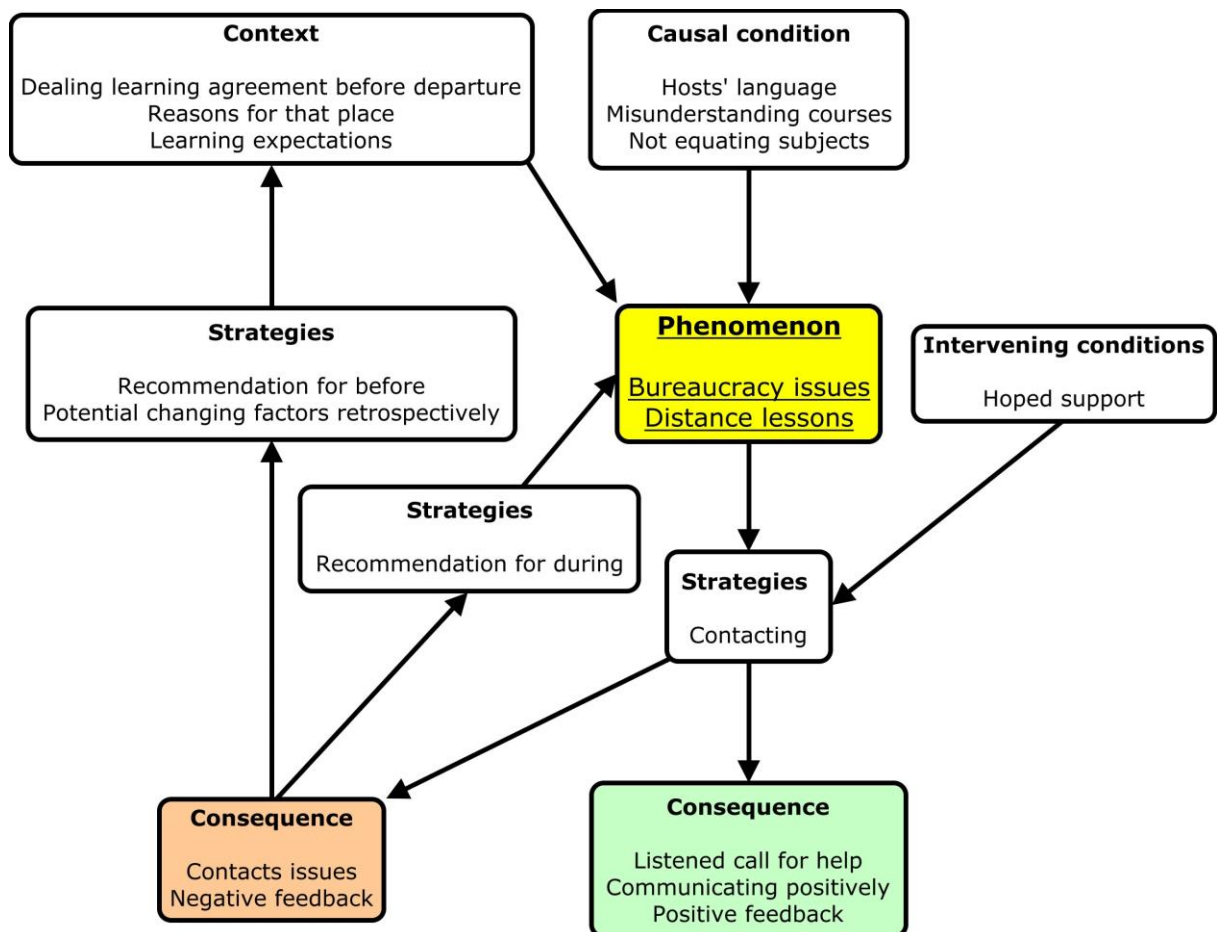 Context
Dealing learning agreement before departure
Reasons for that place
Learning expectations
Causal condition
Hosts' language
Misunderstanding courses
Not equating subjects
Strategies
Recommendation for before
Potential changing factors retrospectively
Phenomenon
Bureaucracy issues
Distance lessons
Intervening conditions
Hoped support
Strategies
Recommendation for during
Strategies
Contacting
Consequence
Contacts issues
Negative feedback
Consequence
Listened call for help
Communicating positively
Positive feedback